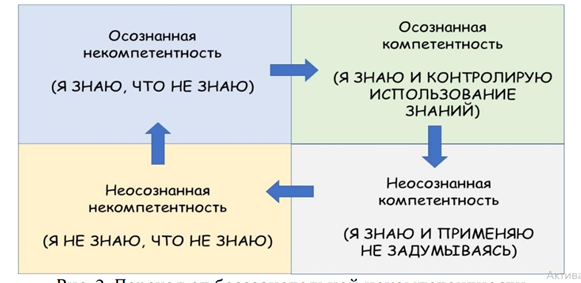 Осознанная
некомпетентность
(Я ЗНАЮ, ЧТО НЕ ЗНАЮ)
Осознанная
компетентность
(Я ЗНАЮ И КОНТРОЛИРУЮ
ИСПОЛЬЗОВАНИЕ
ЗНАНИЙ)
Неосознанная
некомпетентность
(Я НЕ ЗНАЮ, ЧТО НЕ ЗНАЮ)
Неосознанная
компетентность
(Я ЗНАЮ И ПРИМЕНЯЮ
НЕ ЗАДУМЫВАЯСЬ)
Актива